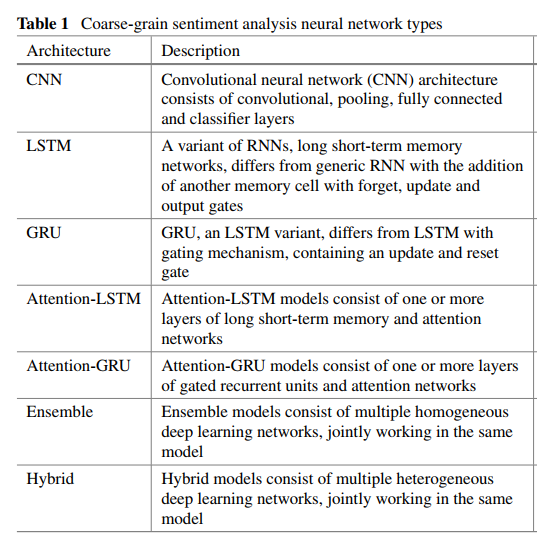 Table 1 Coarse-grain sentiment analysis neural network types
Architecture Description
CNN Convolutional neural network (CNN) architecture
consists of convolutional, pooling, fully connected
and classifier layers
LSTM A variant of RNNs, long short-term memory
networks, differs from generic RNN with the addition
of another memory cell with forget, update and
output gates
GRU GRU, an LSTM variant, differs from LSTM with
gating mechanism, containing an update and reset
gate
Attention-LSTM Attention-LSTM models consist of one or more
layers of long short-term memory and attention
networks
Attention-GRU Attention-GRU models consist of one or more layers
of gated recurrent units and attention networks
Ensemble Ensemble models consist of multiple homogeneous
deep learning networks, jointly working in the same
model
Hybrid Hybrid models consist of multiple heterogeneous
deep learning networks, jointly working in the same
model